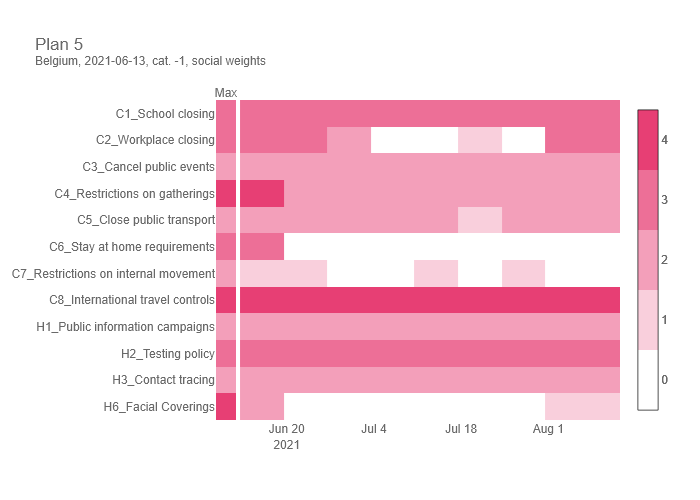 Plan 5
Belgium, 2021-06-13, cat. -1, social weights
Max
C1_School closing
C2_Workplace closing
C3_Cancel public events
C4_Restrictions on gatherings
C5_Close public transport
C6_Stay at home requirements
C7_Restrictions on internal movement
C8_International travel controls
H1_Public information campaigns
H2_Testing policy
H3_Contact tracing
H6_Facial Coverings
Jun 20 Jul 4 Jul 18 Aug 1
2021
4
3
2
1
0